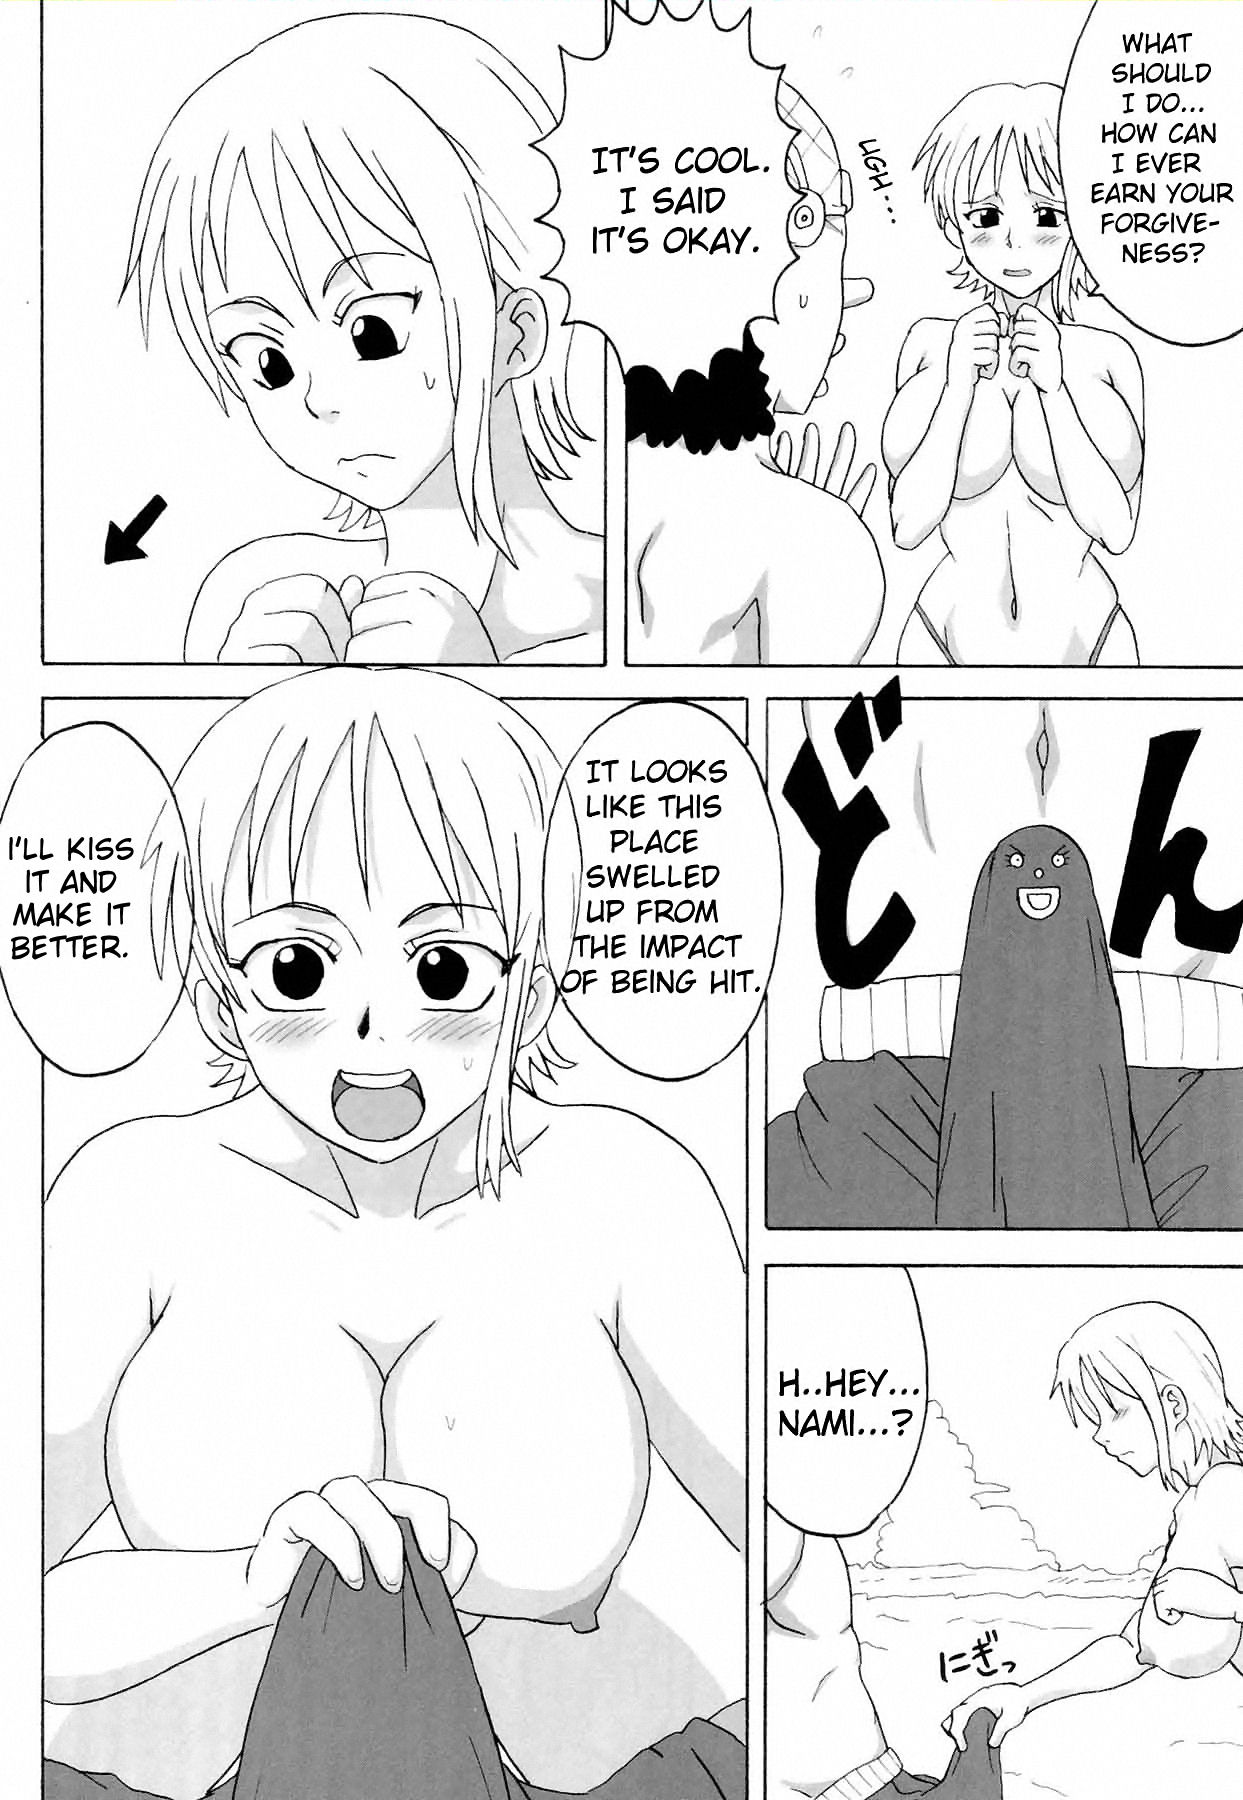 WHAT
SHOULD
I DO...
HOW CAN
I EVER
EARN YOUR
FORGIVE-
NESS?
UGH...
IT'S COOL.
I SAID
IT'S OKAY.
どん
IT LOOKS
LIKE THIS
PLACE
SWELLED
UP FROM
THE IMPACT
OF BEING HIT.
I'LL KISS
IT AND
MAKE IT
BETTER.
H..HEY...
NAMI...?
にぎっ